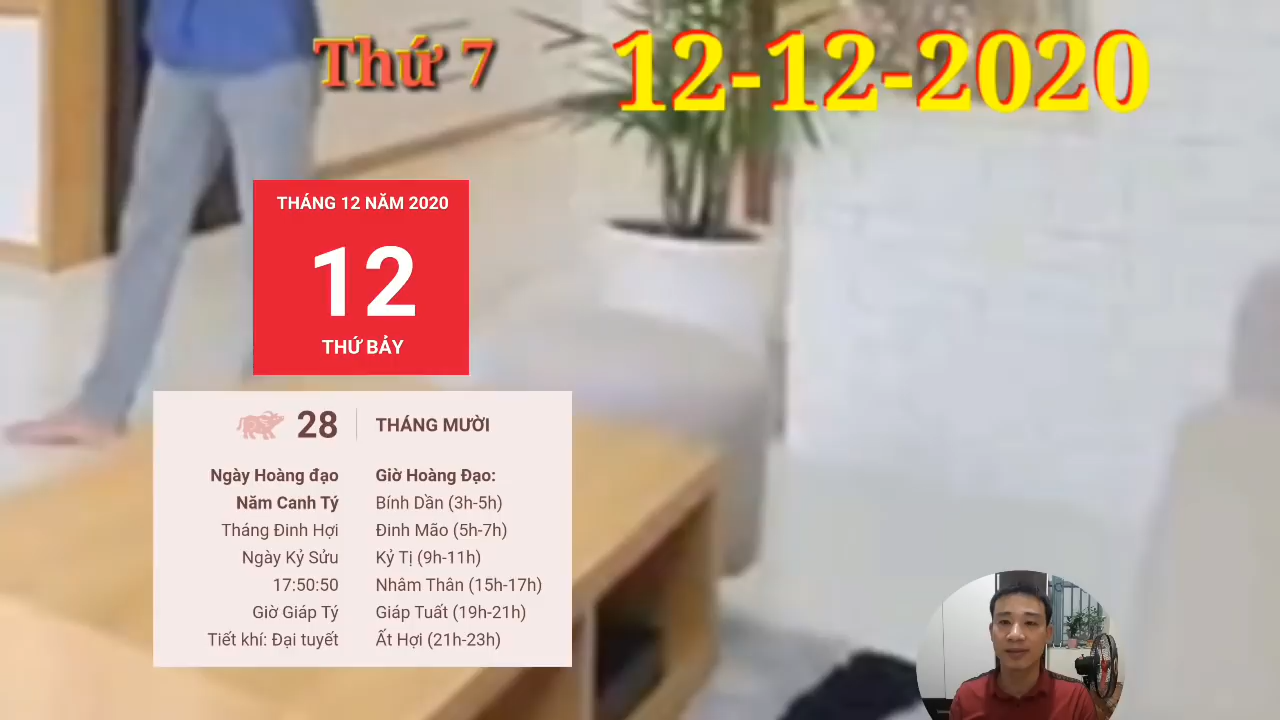 Thứ 7
12-12-2020
THÁNG 12 NĂM 2020
12
THỨ BẢY
28
THÁNG MƯỜI
Ngày Hoàng đạo
Năm Canh Tý
Tháng Đinh Hợi
Ngày Kỷ Sửu
17:50:50
Giờ Giáp Tý
Tiết khí: Đại tuyết
Giờ Hoàng Đạo:
Bính Dần (3h-5h)
Đinh Mão (5h-7h)
Kỷ Tị (9h-11h)
Nhâm Thân (15h-17h)
Giáp Tuất (19h-21h)
Ất Hợi (21h-23h)